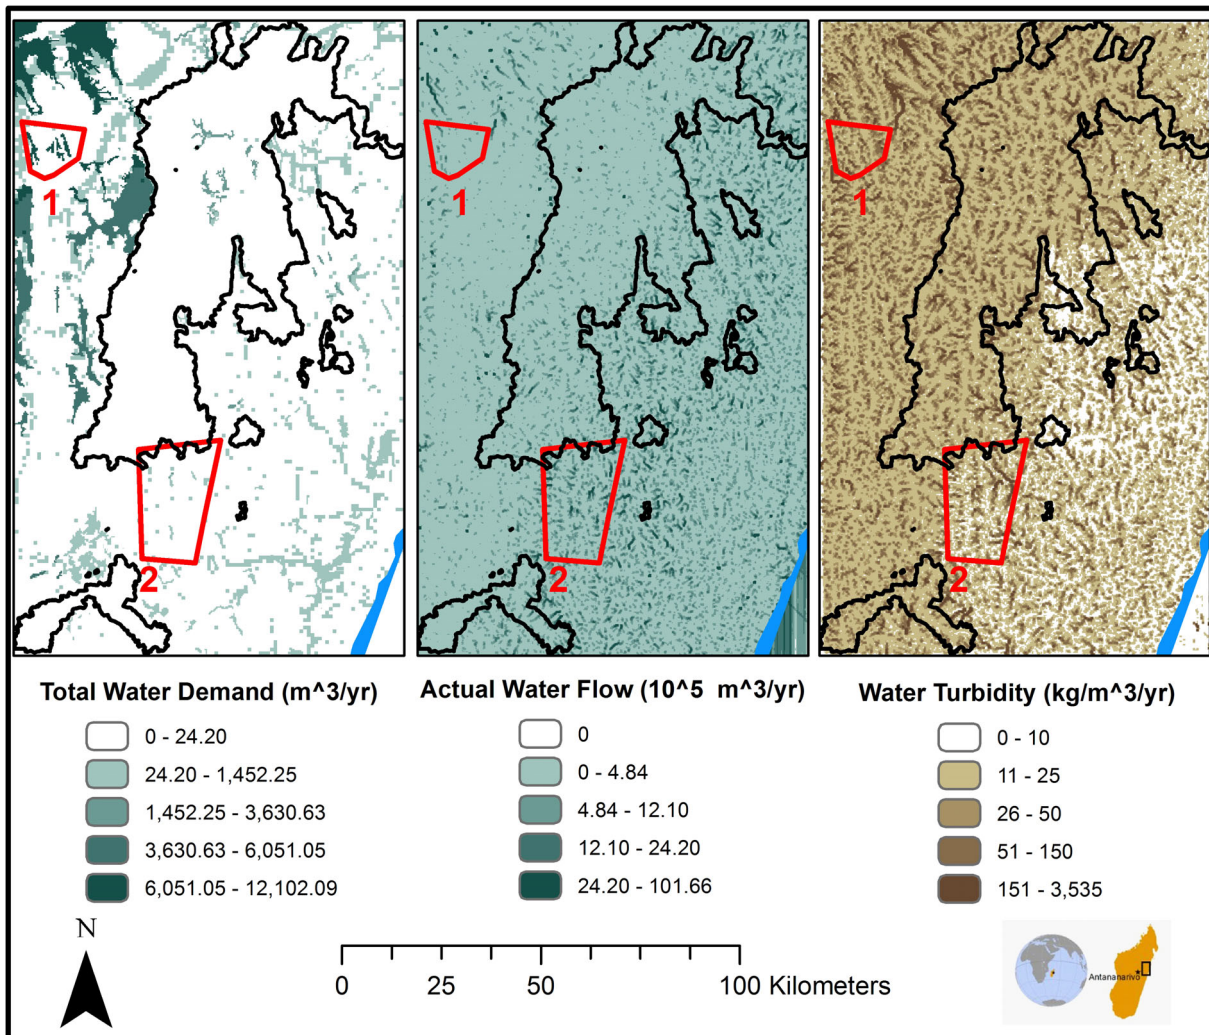 1
2
1
2
1
2
Total Water Demand (m^3/yr)
0 - 24.20
24.20 - 1,452.25
1,452.25 - 3,630.63
3,630.63 - 6,051.05
6,051.05 - 12,102.09
Actual Water Flow (10^5 m^3/yr)
0
0 - 4.84
4.84 - 12.10
12.10 - 24.20
24.20 - 101.66
Water Turbidity (kg/m^3/yr)
0 - 10
11 - 25
26 - 50
51 - 150
151 - 3,535
N
0 25 50 100 Kilometers
Antananarivo